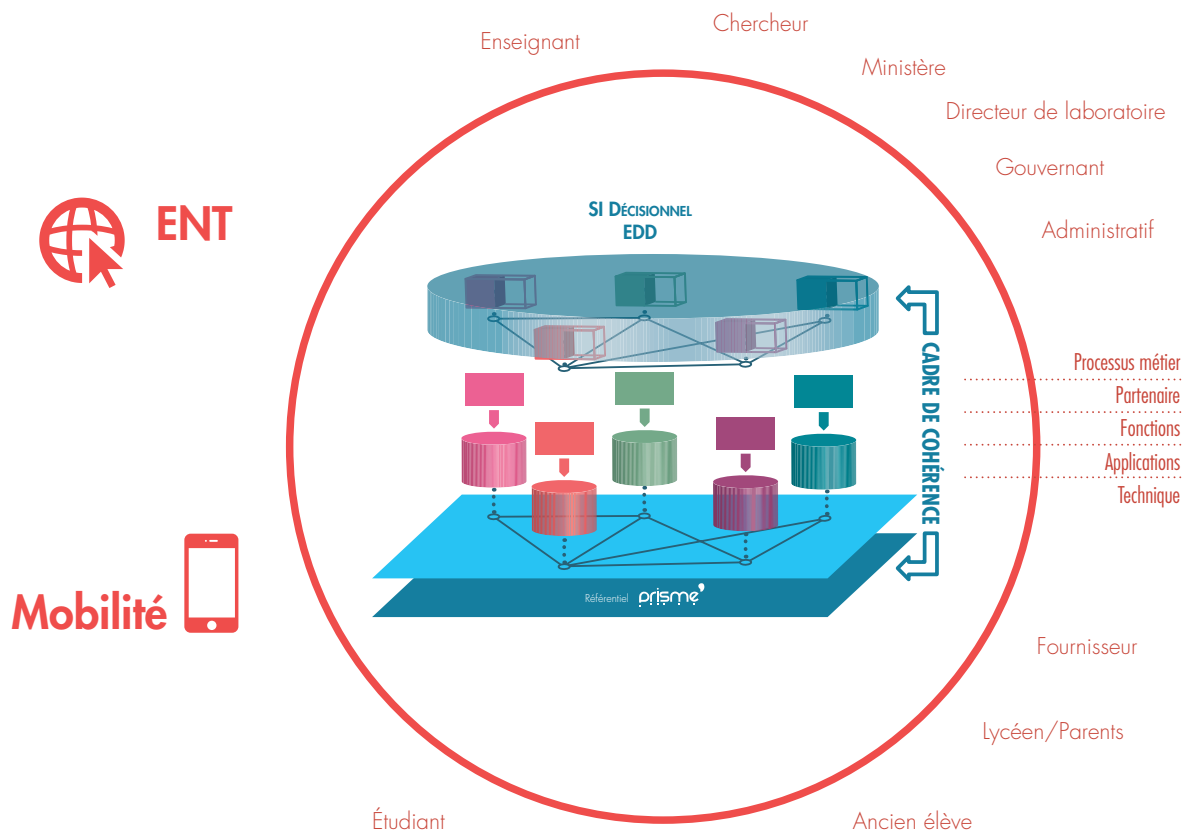 Chercheur
Enseignant
Ministère
Directeur de laboratoire
Gouvernant
ENT
SI Décisionnel
EDD
Administratif
CADRE DE COHÉRENCE
Processus métier
Partenaire
Fonctions
Applications
Technique
Référentiel prisme'
Mobilité
Fournisseur
Lycéen/Parents
Étudiant
Ancien élève